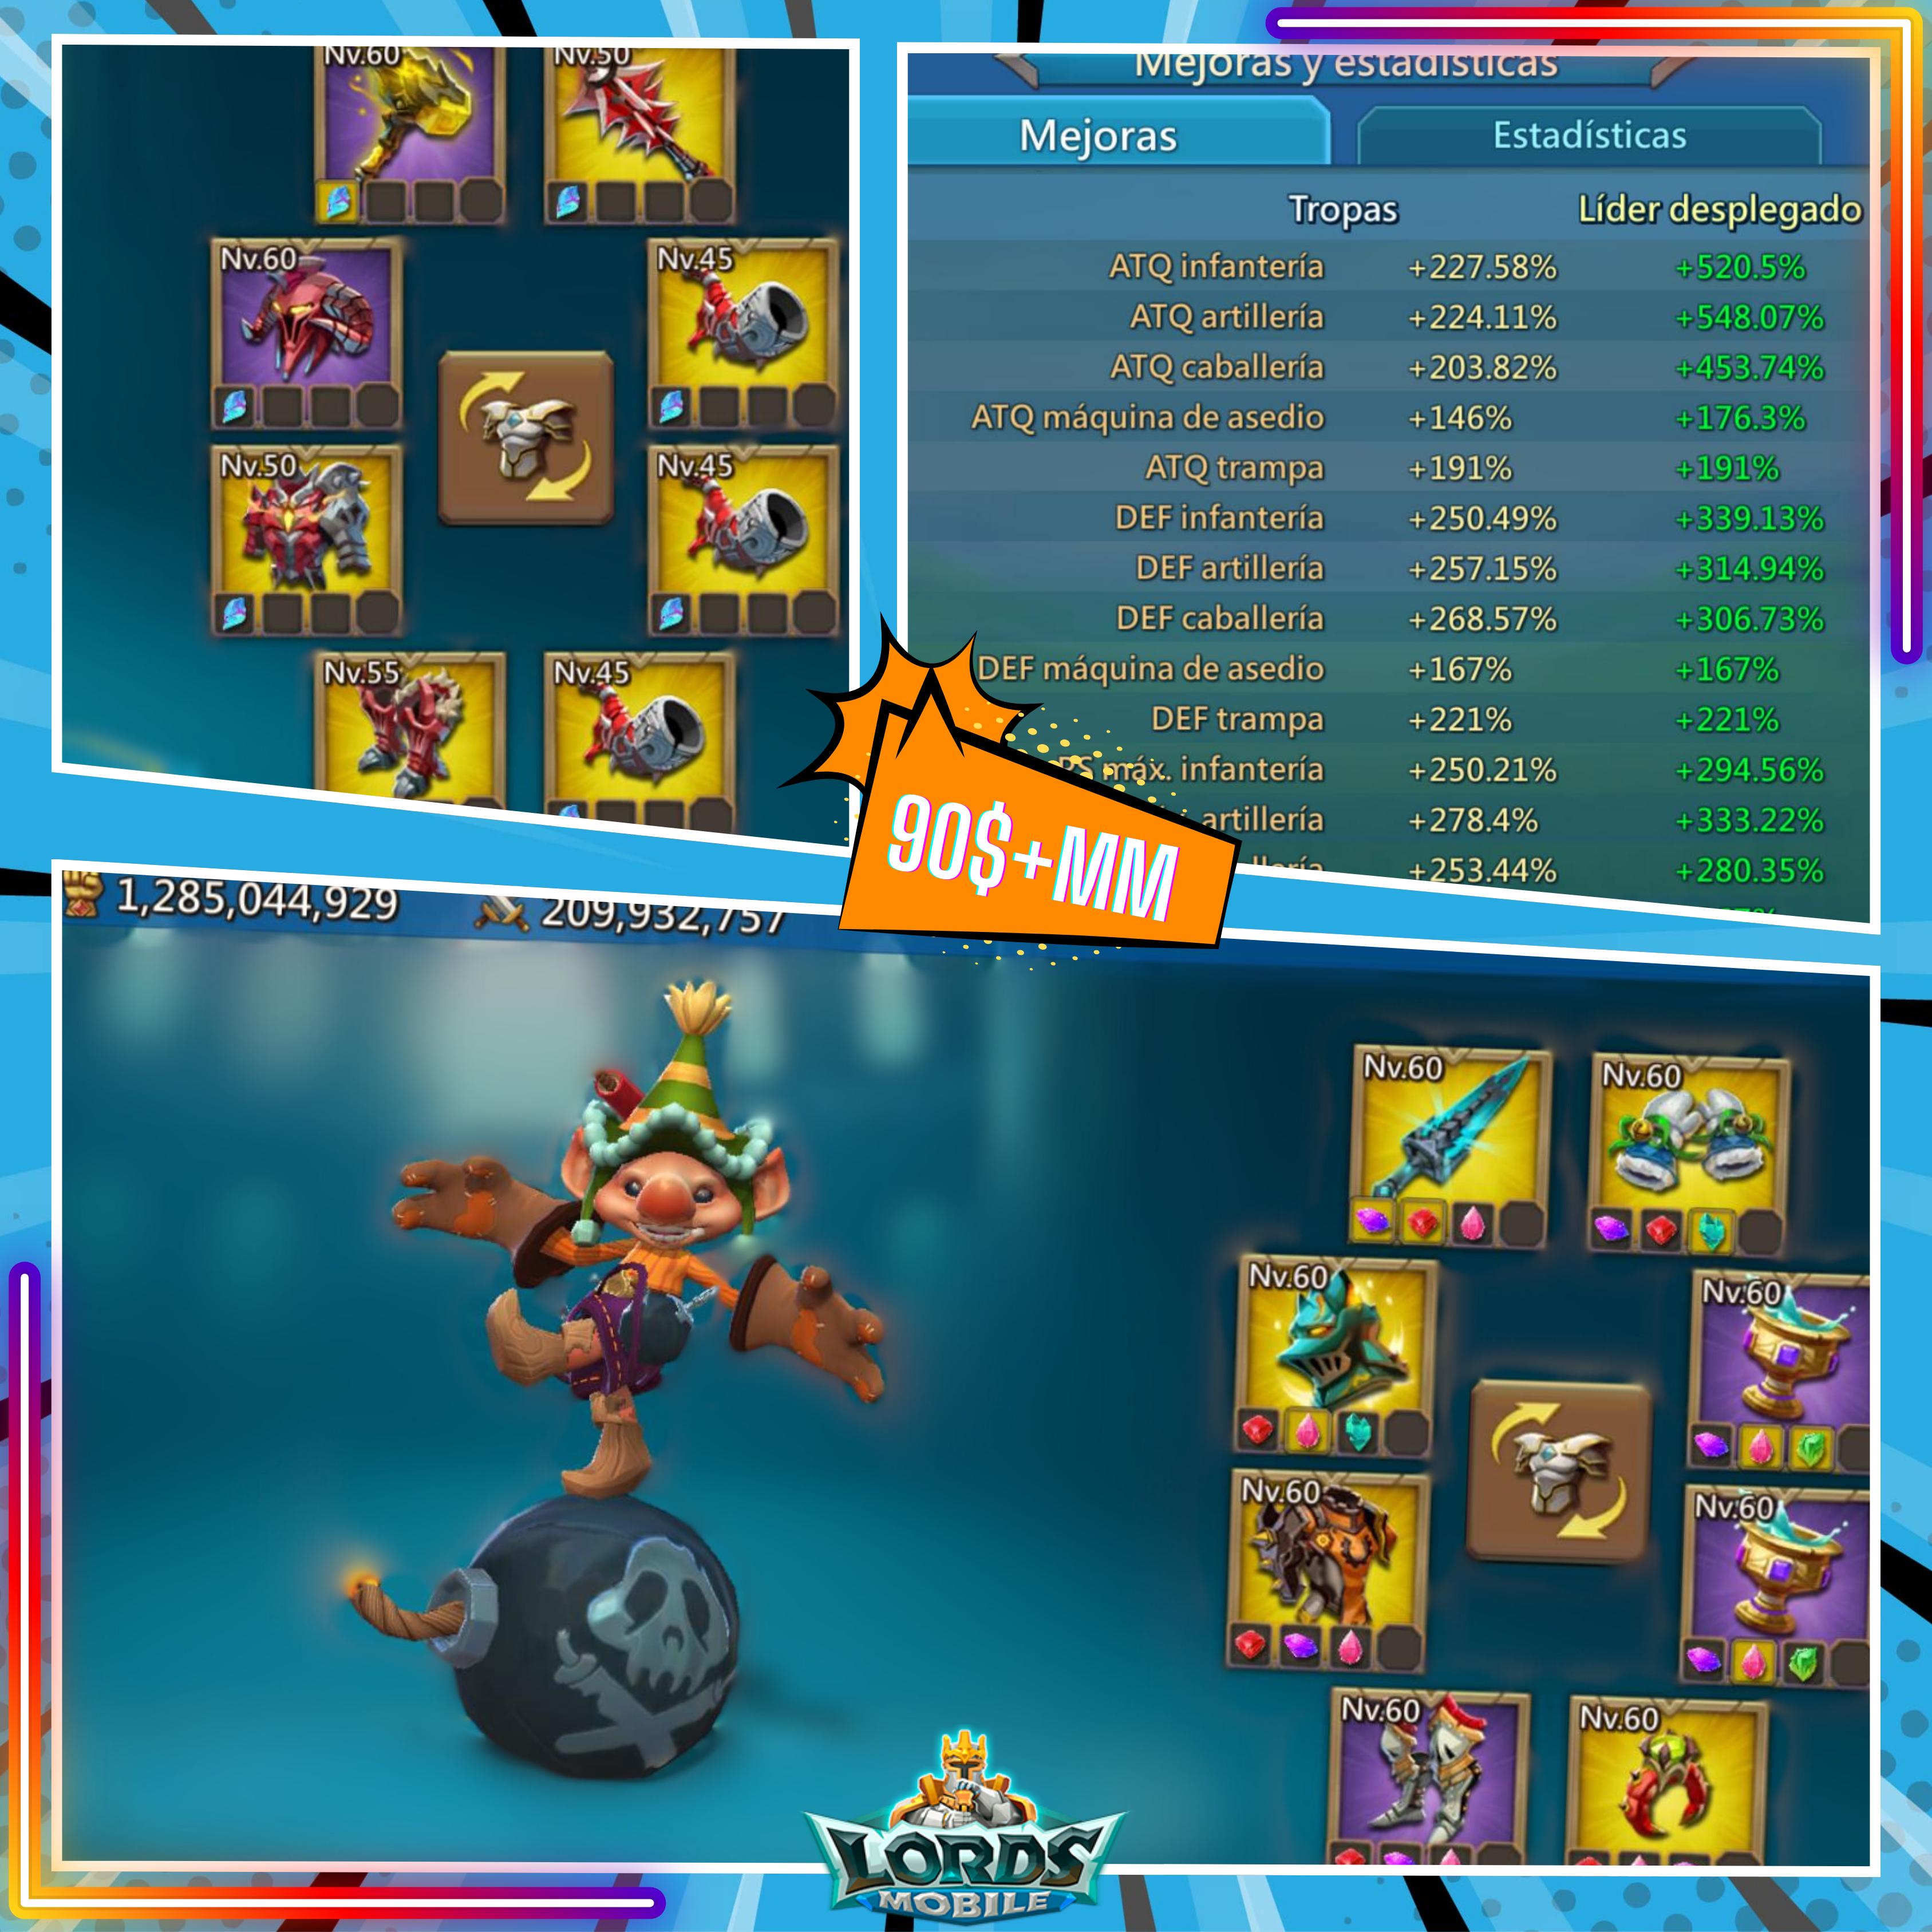 Nv.60
Nv.50
Nv.60
Nv.45
Nv.50
Nv.45
Nv.55
Nv.45
Mejoras y estadísticas
Mejoras
Estadísticas
Tropas
Líder desplegado
ATQ infantería +227.58% +520.5%
ATQ artillería +224.11% +548.07%
ATQ caballería +203.82% +453.74%
ATQ máquina de asedio +146% +176.3%
ATQ trampa +191% +191%
DEF infantería +250.49% +339.13%
DEF artillería +257.15% +314.94%
DEF caballería +268.57% +306.73%
DEF máquina de asedio +167% +167%
DEF trampa +221% +221%
PS máx. infantería +250.21% +294.56%
artillería +278.4% +333.22%
+253.44% +280.35%
90$+MM
1,285,044,929
209,932,757
Nv.60
Nv.60
Nv.60
Nv.60
Nv.60
Nv.60
Nv.60
Nv.60
LORDS
MOBILE